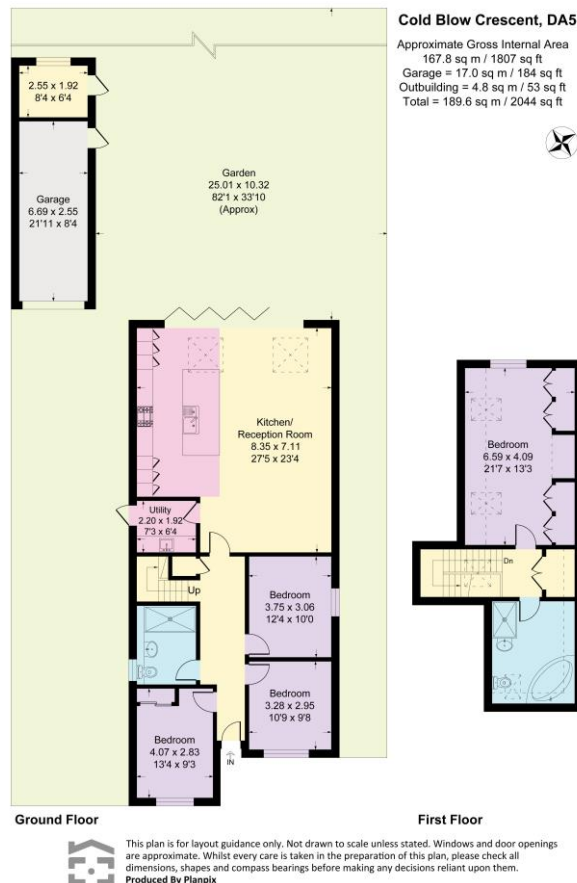 Cold Blow Crescent, DA5
Approximate Gross Internal Area
167.8 sq m / 1807 sq ft
Garage = 17.0 sq m / 184 sq ft
Outbuilding = 4.8 sq m / 53 sq ft
Total = 189.6 sq m / 2044 sq ft
2.55 x 1.92
8'4 x 6'4
Garage
6.69 x 2.55
21'11 x 8'4
Garden
25.01 x 10.32
82'1 x 33'10
(Approx)
Kitchen/
Reception Room
8.35 x 7.11
27'5 x 23'4
Utility
2.20 x 1.92
7'3 x 6'4
Up
Bedroom
3.75 x 3.06
12'4 x 10'0
Bedroom
3.28 x 2.95
10'9 x 9'8
Bedroom
4.07 x 2.83
13'4 x 9'3
IN
Bedroom
6.59 x 4.09
21'7 x 13'3
Dn
Ground Floor
First Floor
This plan is for layout guidance only. Not drawn to scale unless stated. Windows and door openings
are approximate. Whilst every care is taken in the preparation of this plan, please check all
dimensions, shapes and compass bearings before making any decisions reliant upon them.
Produced By Planpix